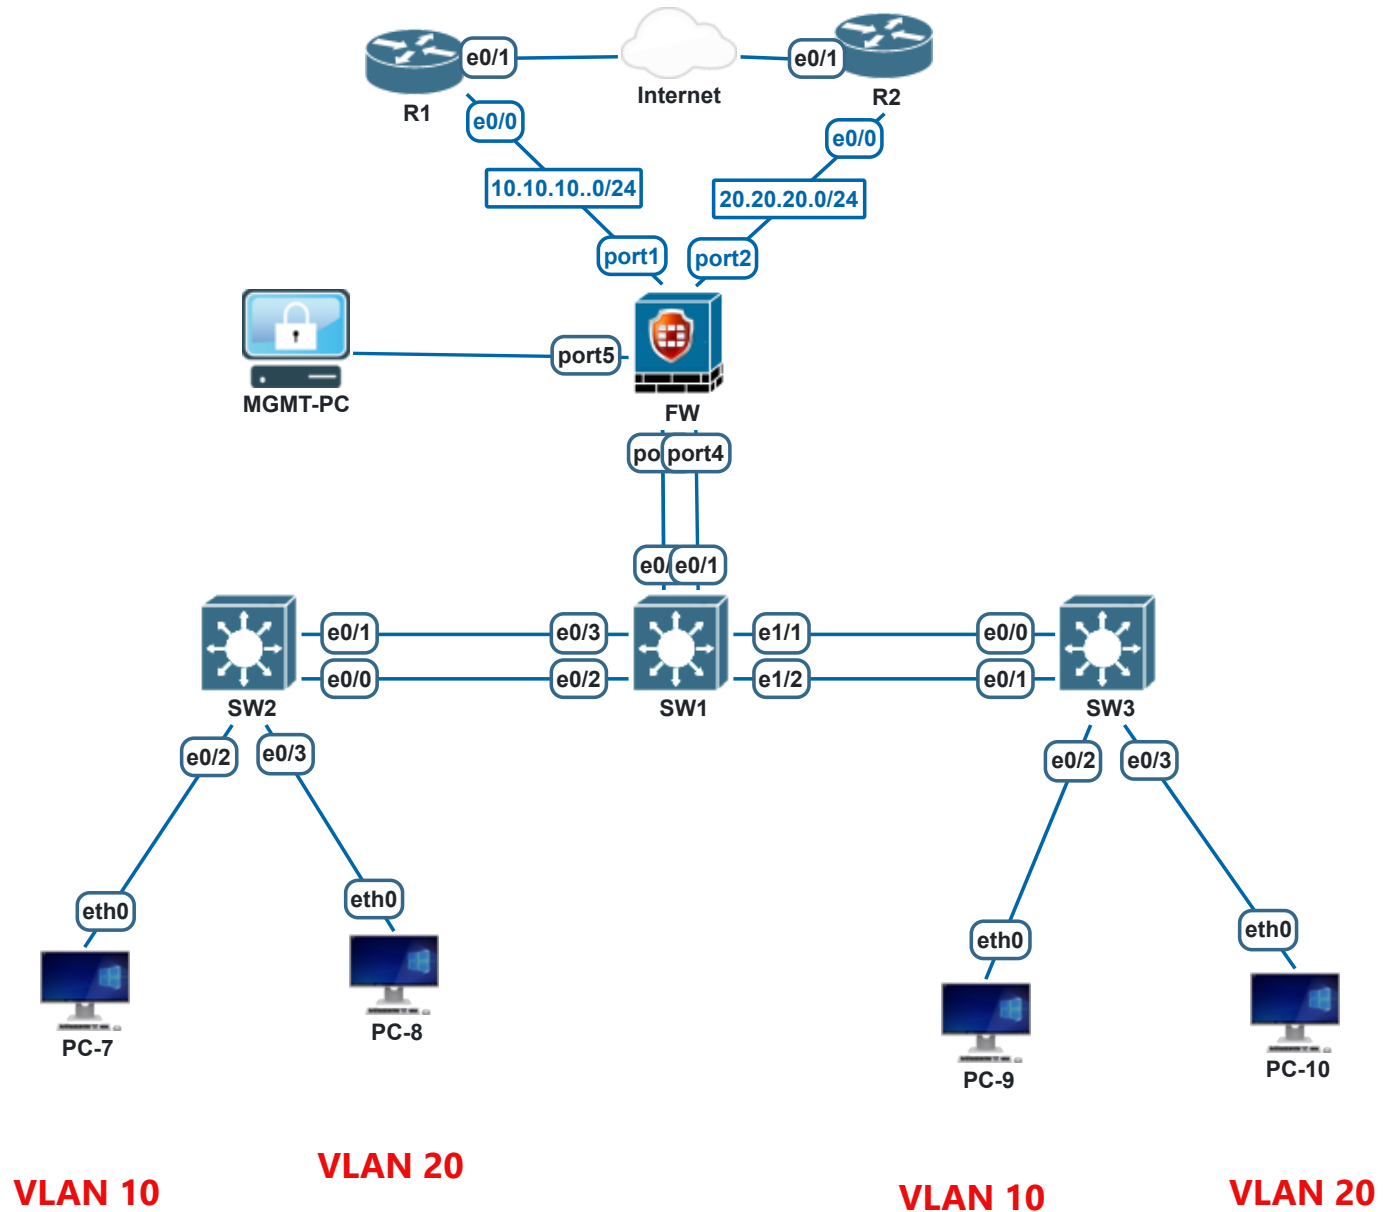 e0/1
Internet
e0/1
R1
R2
e0/0
e0/0
10.10.10..0/24
20.20.20.0/24
port1
port2
port5
MGMT-PC
FW
port4
e0/1
e0/1
e0/3
e1/1
e0/0
e0/0
e0/2
e1/2
e0/1
SW2
SW1
SW3
e0/2
e0/3
e0/2
e0/3
eth0
eth0
eth0
eth0
PC-7
PC-8
PC-9
PC-10
VLAN 10
VLAN 20
VLAN 10
VLAN 20